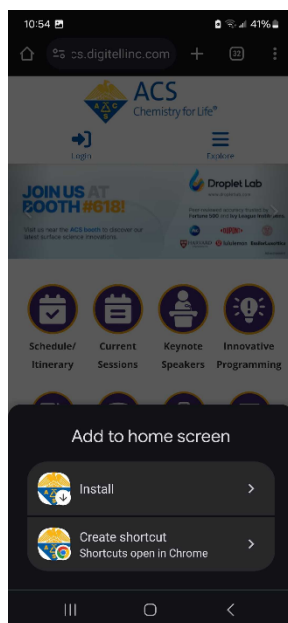 10:54
41%
cs.digitellinc.com
22
ACS
Chemistry for Life®
Login
Explore
JOIN US AT
BOOTH #618!
Visit us near the ACS booth to discover our
latest surface science innovations.
Droplet Lab
Schedule/
Itinerary
Current
Sessions
Keynote
Speakers
Innovative
Programming
Add to home screen
Install
Create shortcut
Shortcuts open in Chrome